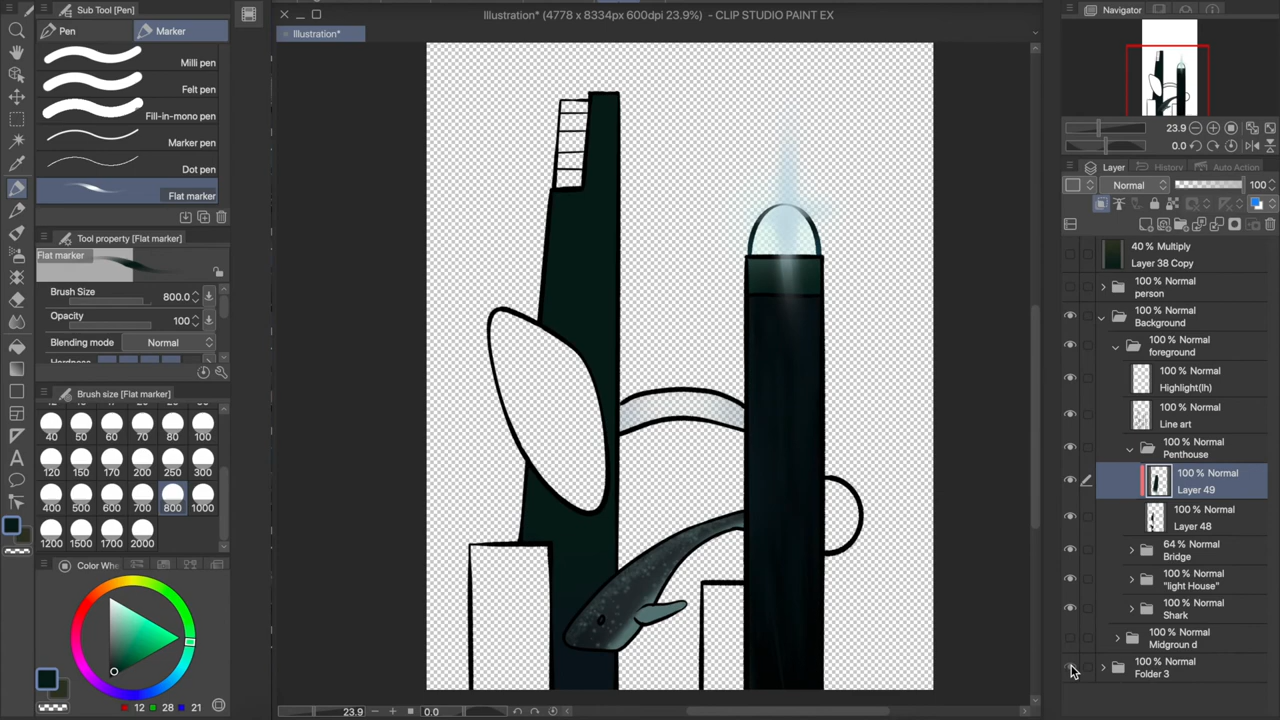 Sub Tool [Pen]
Pen
Marker
Milli pen
Felt pen
Fill-in-mono pen
Marker pen
Dot pen
Flat marker
Tool property [Flat marker]
Flat marker
Brush Size 800.0
Opacity 100
Blending mode Normal
Brush size [Flat marker]
40 50 60 70 80 100
120 150 170 200 250 300
400 500 600 700 800 1000
1200 1500 1700 2000
Color Whe
12 28 21
Illustration* (4778 x 8334px 600dpi 23.9%) - CLIP STUDIO PAINT EX
Illustration*
23.9
0.0
Navigator
23.9
0.0
Layer
History
Auto Action
Normal 100
40 % Multiply
Layer 38 Copy
100 % Normal
person
100 % Normal
Background
100 % Normal
foreground
100 % Normal
Highlight(lh)
100 % Normal
Line art
100 % Normal
Penthouse
100 % Normal
Layer 49
100 % Normal
Layer 48
64 % Normal
Bridge
100 % Normal
"light House"
100 % Normal
Shark
100 % Normal
Midgroun d
100 % Normal
Folder 3